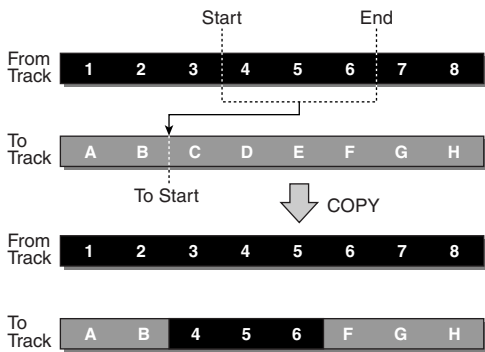 Start End
From Track 1 2 3 4 5 6 7 8
To Track A B C D E F G H
To Start
COPY
From Track 1 2 3 4 5 6 7 8
To Track A B 4 5 6 F G H